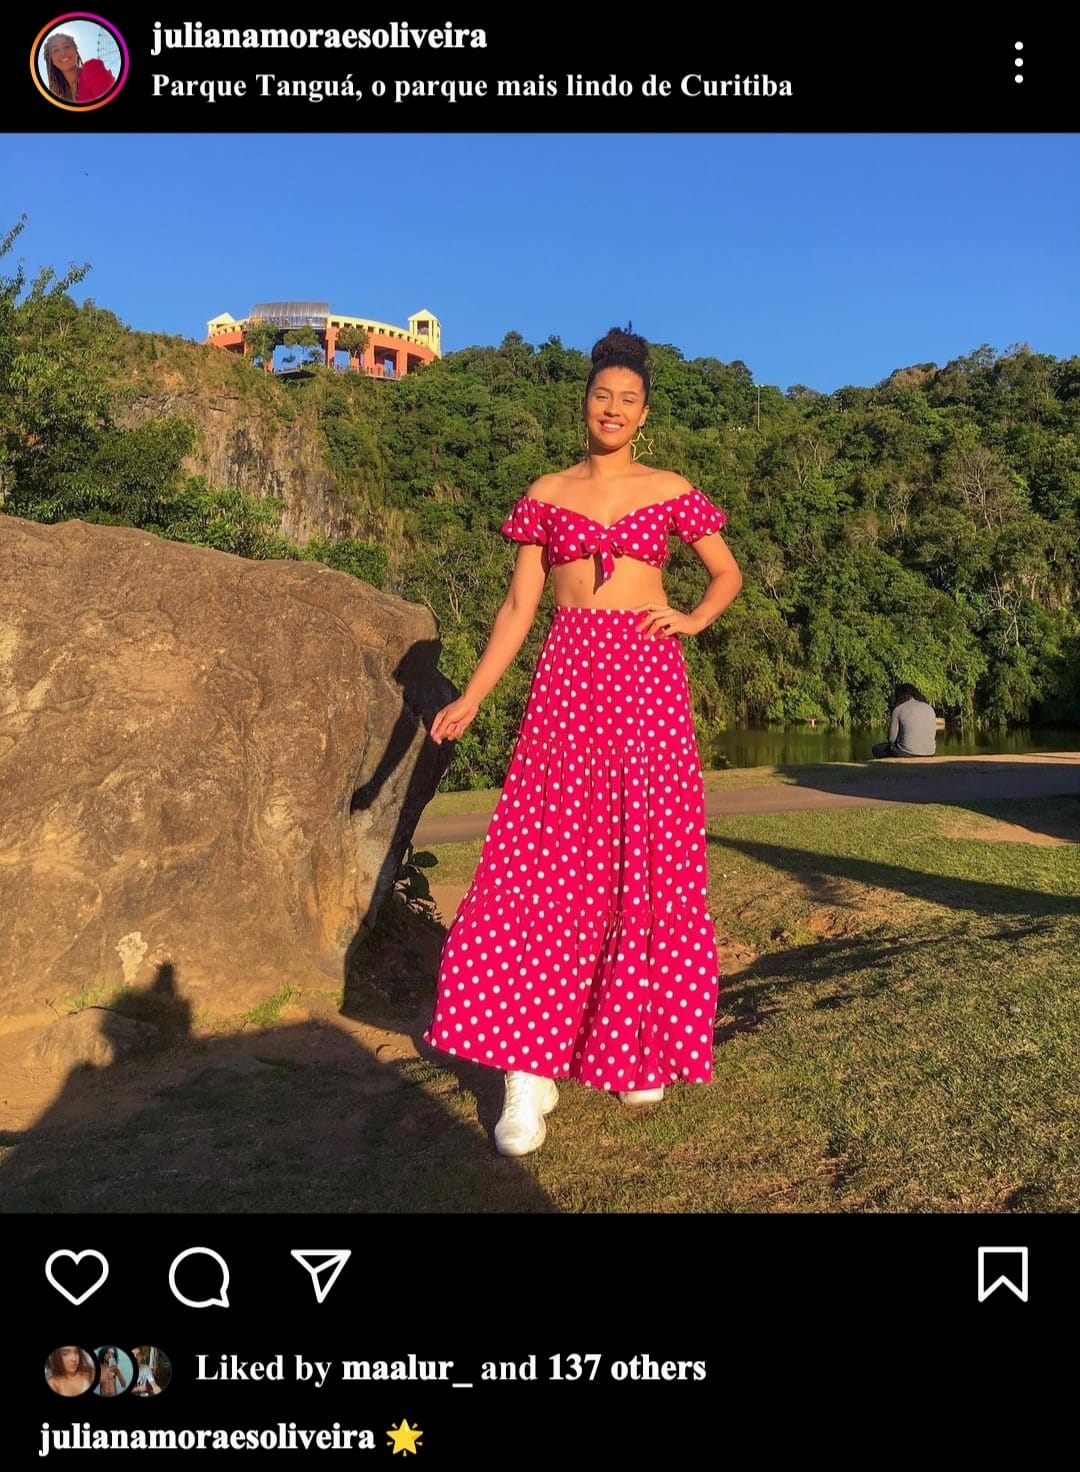 julianamoraesoliveira
Parque Tanguá, o parque mais lindo de Curitiba
Liked by maalur_ and 137 others
julianamoraesoliveira 🌟